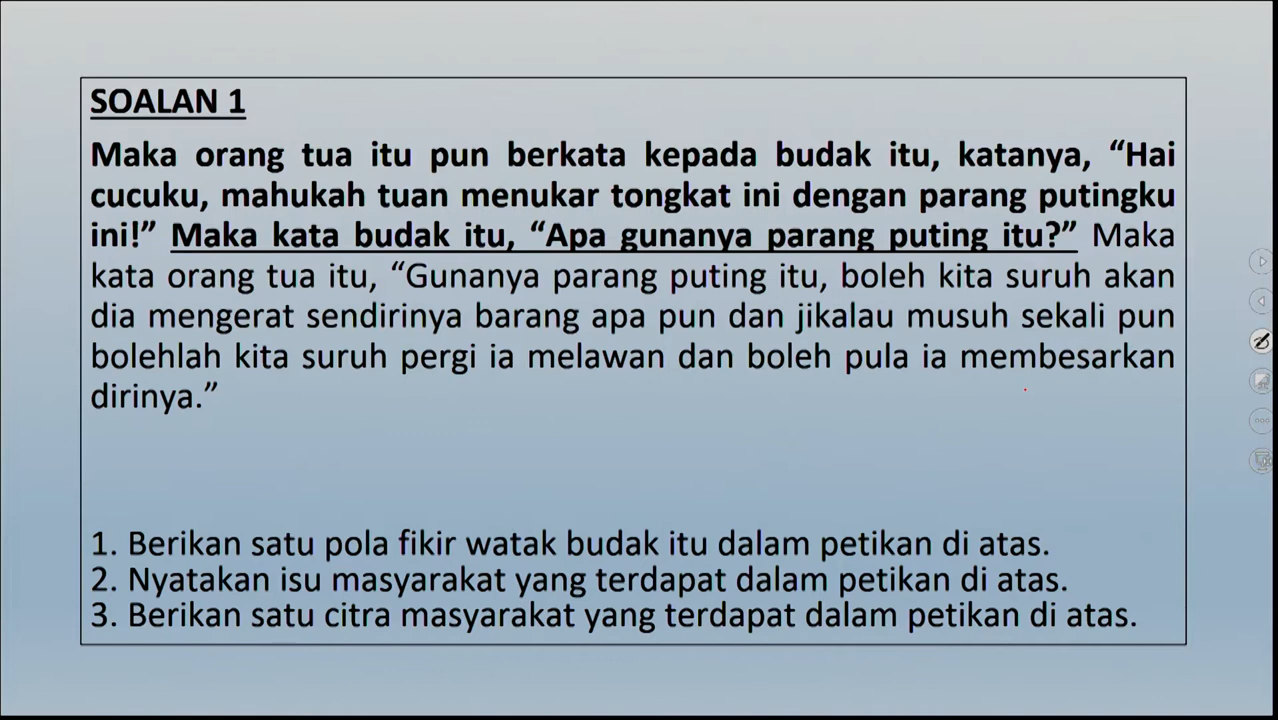 SOALAN 1
Maka orang tua itu pun berkata kepada budak itu, katanya, “Hai
cucuku, mahukah tuan menukar tongkat ini dengan parang putingku
ini!” Maka kata budak itu, “Apa gunanya parang puting itu?” Maka
kata orang tua itu, “Gunanya parang puting itu, boleh kita suruh akan
dia mengerat sendirinya barang apa pun dan jikalau musuh sekali pun
bolehlah kita suruh pergi ia melawan dan boleh pula ia membesarkan
dirinya.”
1. Berikan satu pola fikir watak budak itu dalam petikan di atas.
2. Nyatakan isu masyarakat yang terdapat dalam petikan di atas.
3. Berikan satu citra masyarakat yang terdapat dalam petikan di atas.